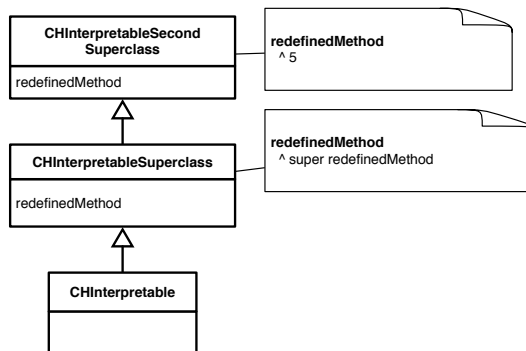 CHInterpretableSecond
Superclass
redefinedMethod
redefinedMethod
^ 5
CHInterpretableSuperclass
redefinedMethod
redefinedMethod
^ super redefinedMethod
CHInterpretable